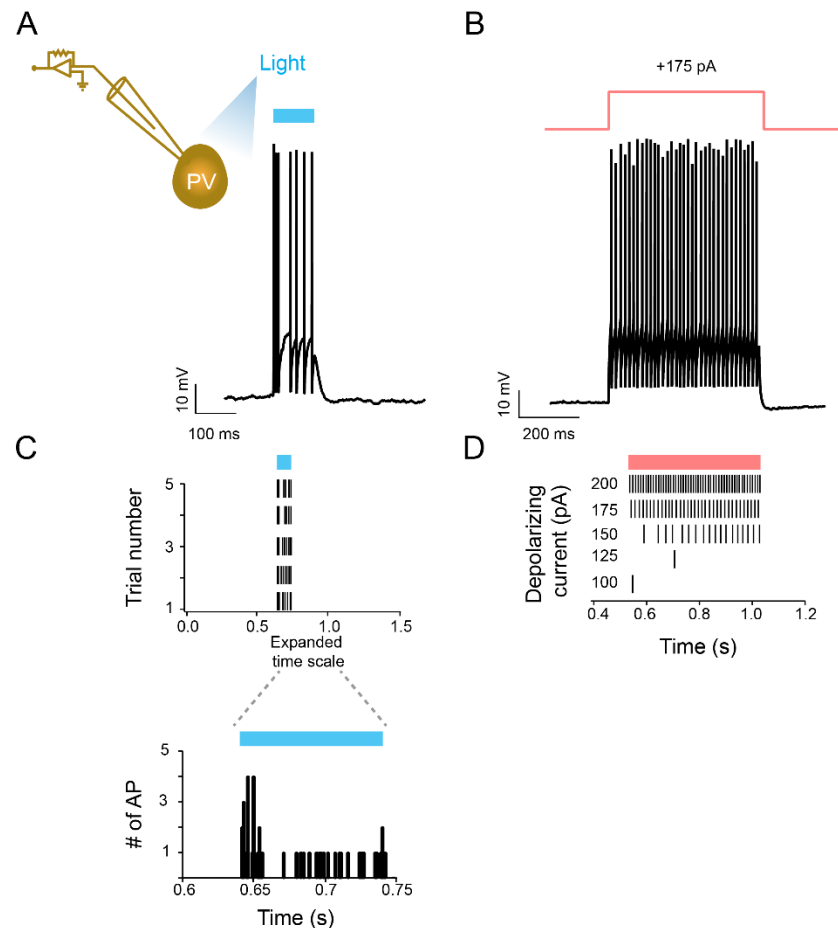 A
Light
PV
10 mV
100 ms
B
+175 pA
10 mV
200 ms
C
Trial number
5
3
1
0.0
0.5
1.0
1.5
Expanded
time scale
# of AP
5
3
1
0.6
0.65
0.7
0.75
Time (s)
D
Depolarizing
current (pA)
200
175
150
125
100
0.4
0.6
0.8
1.0
1.2
Time (s)